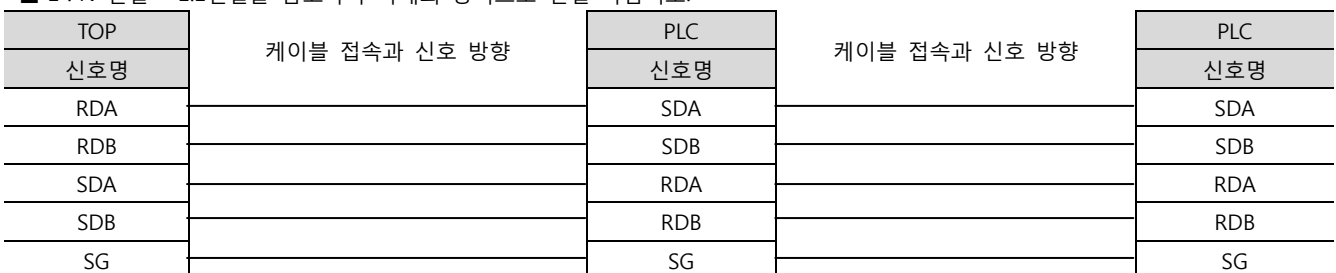 TOP 케이블 접속과 신호 방향 PLC 케이블 접속과 신호 방향 PLC
신호명 신호명 신호명
RDA SDA SDA
RDB SDB SDB
SDA RDA RDA
SDB RDB RDB
SG SG SG